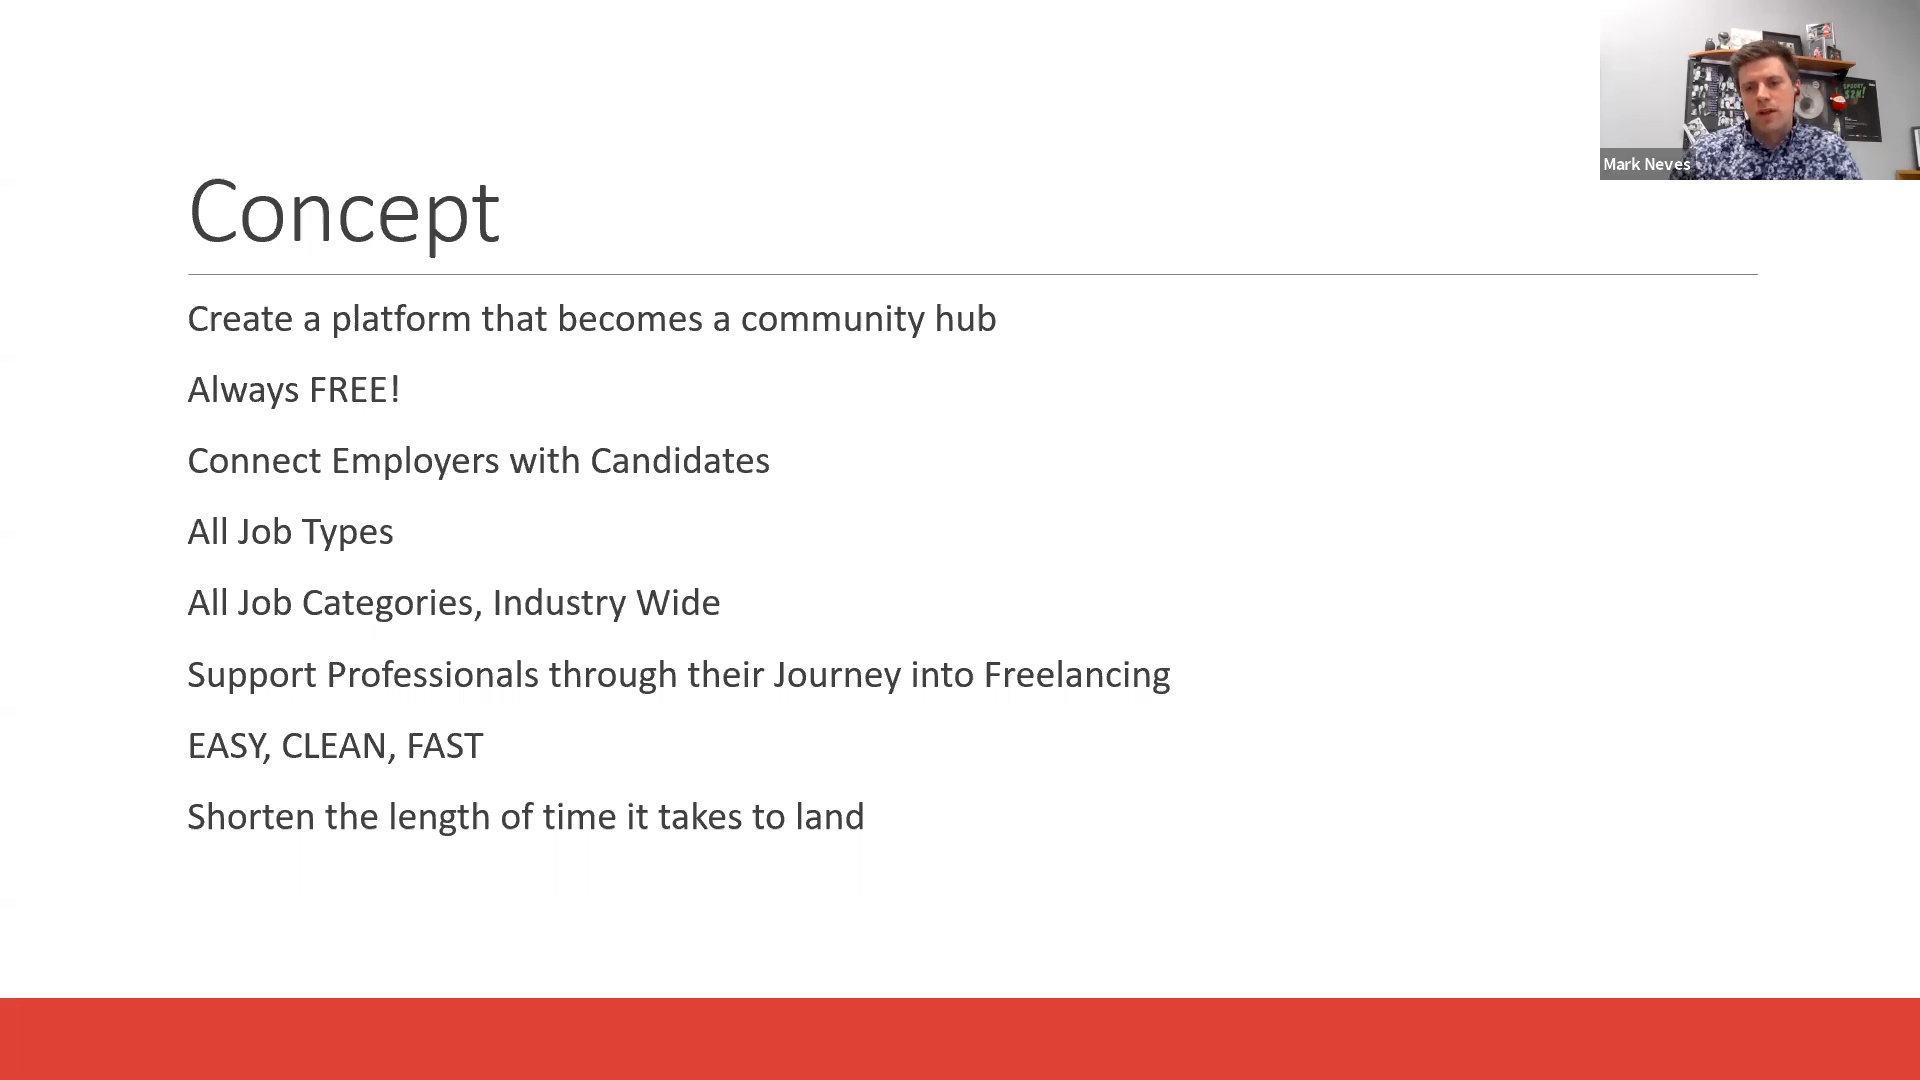 Concept
Create a platform that becomes a community hub
Always FREE!
Connect Employers with Candidates
All Job Types
All Job Categories, Industry Wide
Support Professionals through their Journey into Freelancing
EASY, CLEAN, FAST
Shorten the length of time it takes to land
Mark Neves